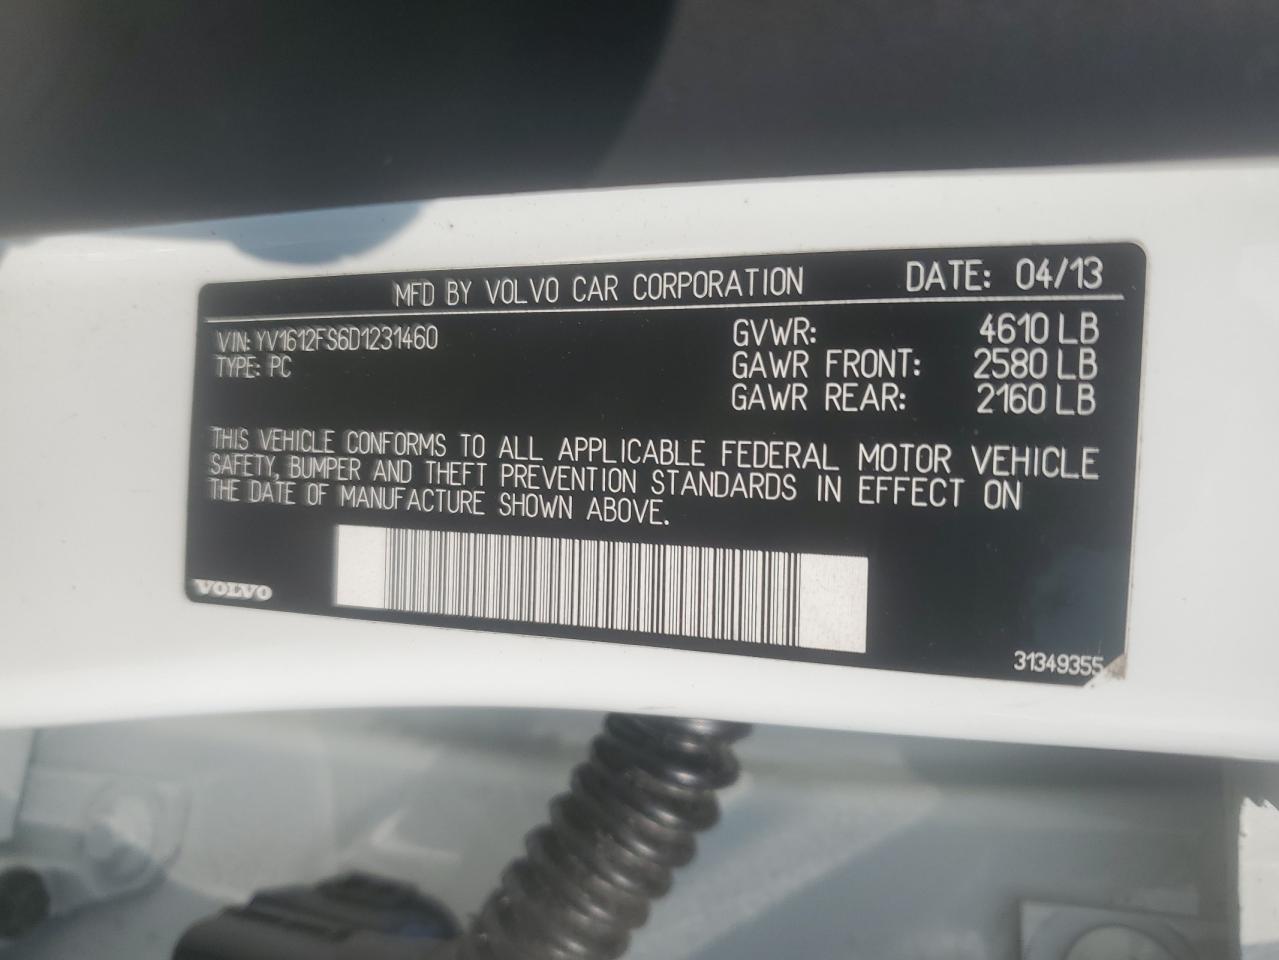 MFD BY VOLVO CAR CORPORATION DATE: 04/13
VIN: YV1612FS6D1231460 GVWR: 4610 LB
TYPE: PC GAWR FRONT: 2580 LB
GAWR REAR: 2160 LB
THIS VEHICLE CONFORMS TO ALL APPLICABLE FEDERAL MOTOR VEHICLE
SAFETY, BUMPER AND THEFT PREVENTION STANDARDS IN EFFECT ON
THE DATE OF MANUFACTURE SHOWN ABOVE.
VOLVO
31349355